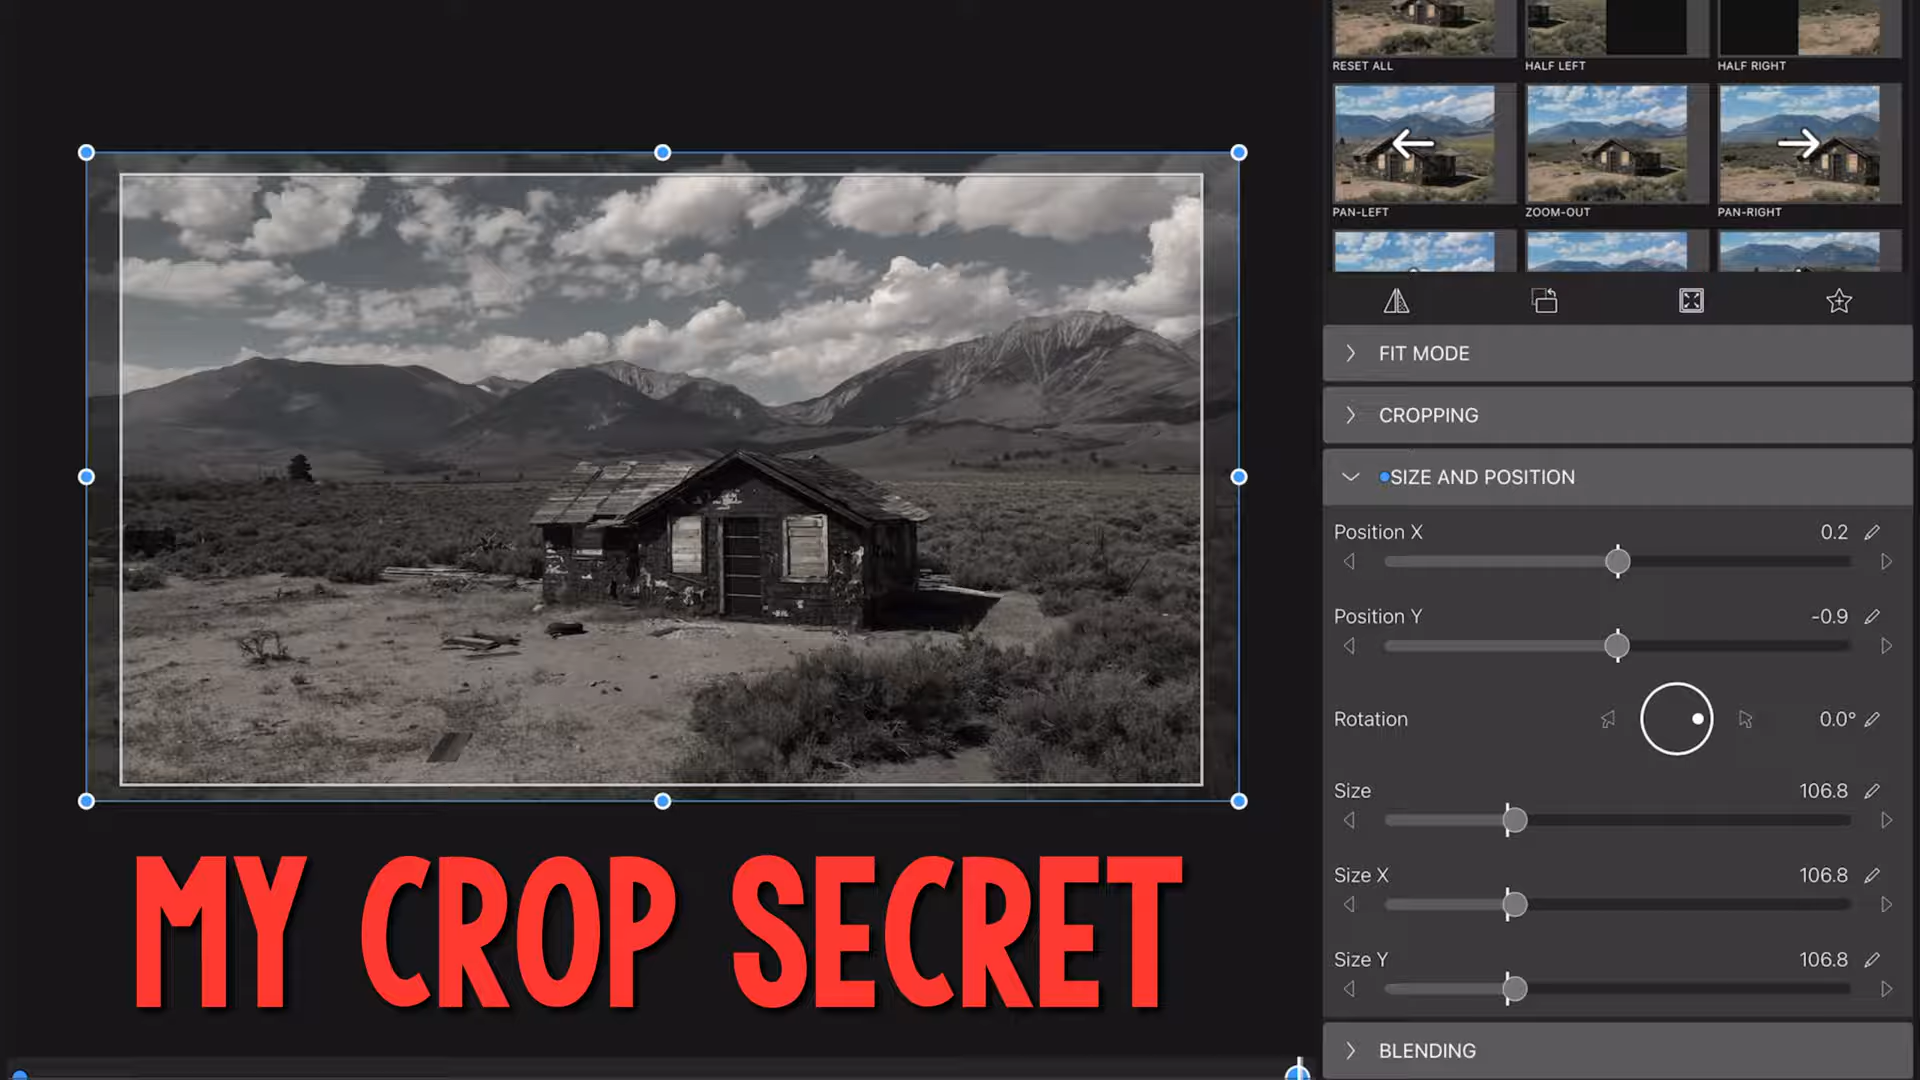 RESET ALL
HALF LEFT
HALF RIGHT
PAN-LEFT
ZOOM-OUT
PAN-RIGHT
FIT MODE
CROPPING
SIZE AND POSITION
Position X 0.2
Position Y -0.9
Rotation 0.0°
Size 106.8
Size X 106.8
Size Y 106.8
BLENDING
MY CROP SECRET